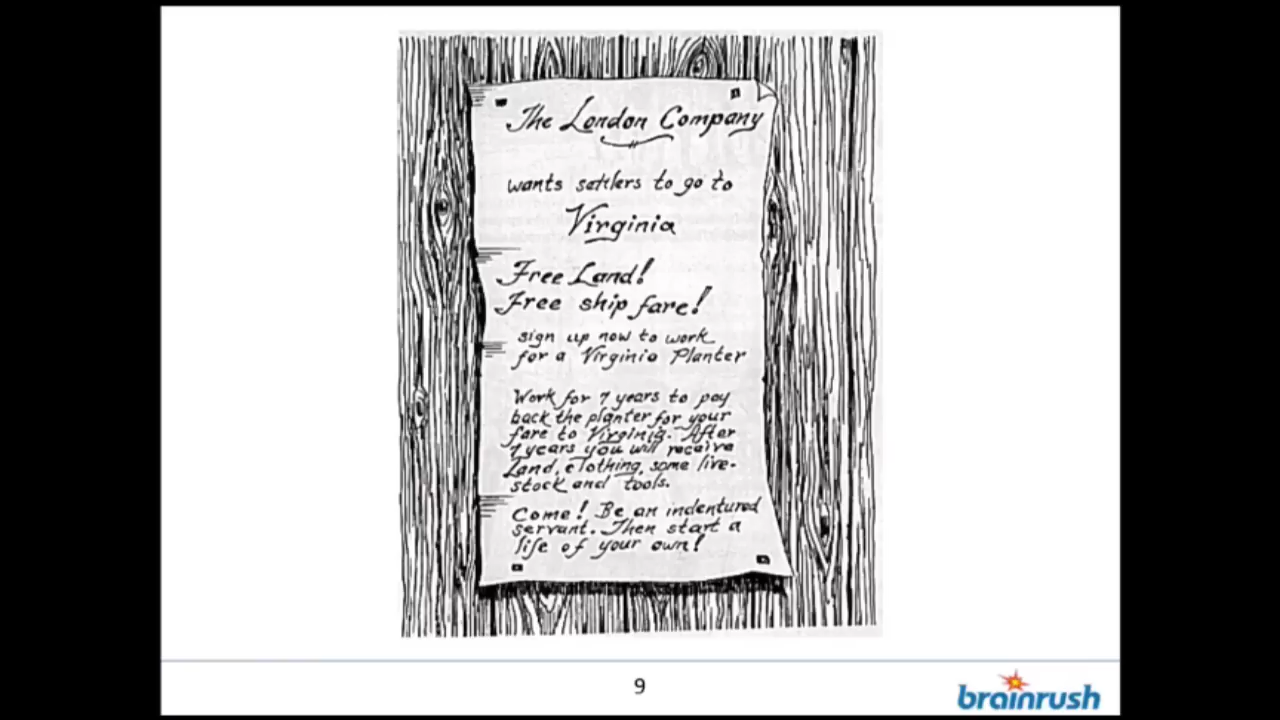 The London Company
wants settlers to go to
Virginia
Free Land!
Free ship fare!
sign up now to work
for a Virginia Planter
Work for 7 years to pay
back the planter for your
fare to Virginia. After
7 years you will receive
Land, clothing, some live-
stock and tools.
Come! Be an indentured
servant. Then start a
life of your own!
9
brainrush